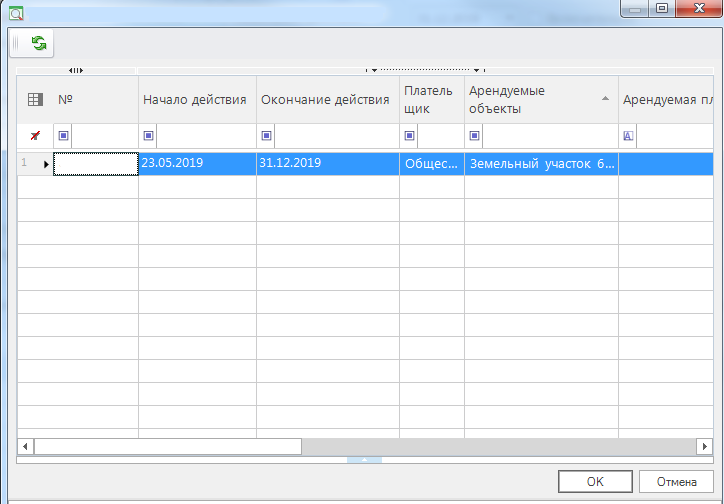 № Начало действия Окончание действия Платель
щик Арендуемые
объекты Арендуемая пл
A
1 23.05.2019 31.12.2019 Общес... Земельный участок б...
OK Отмена